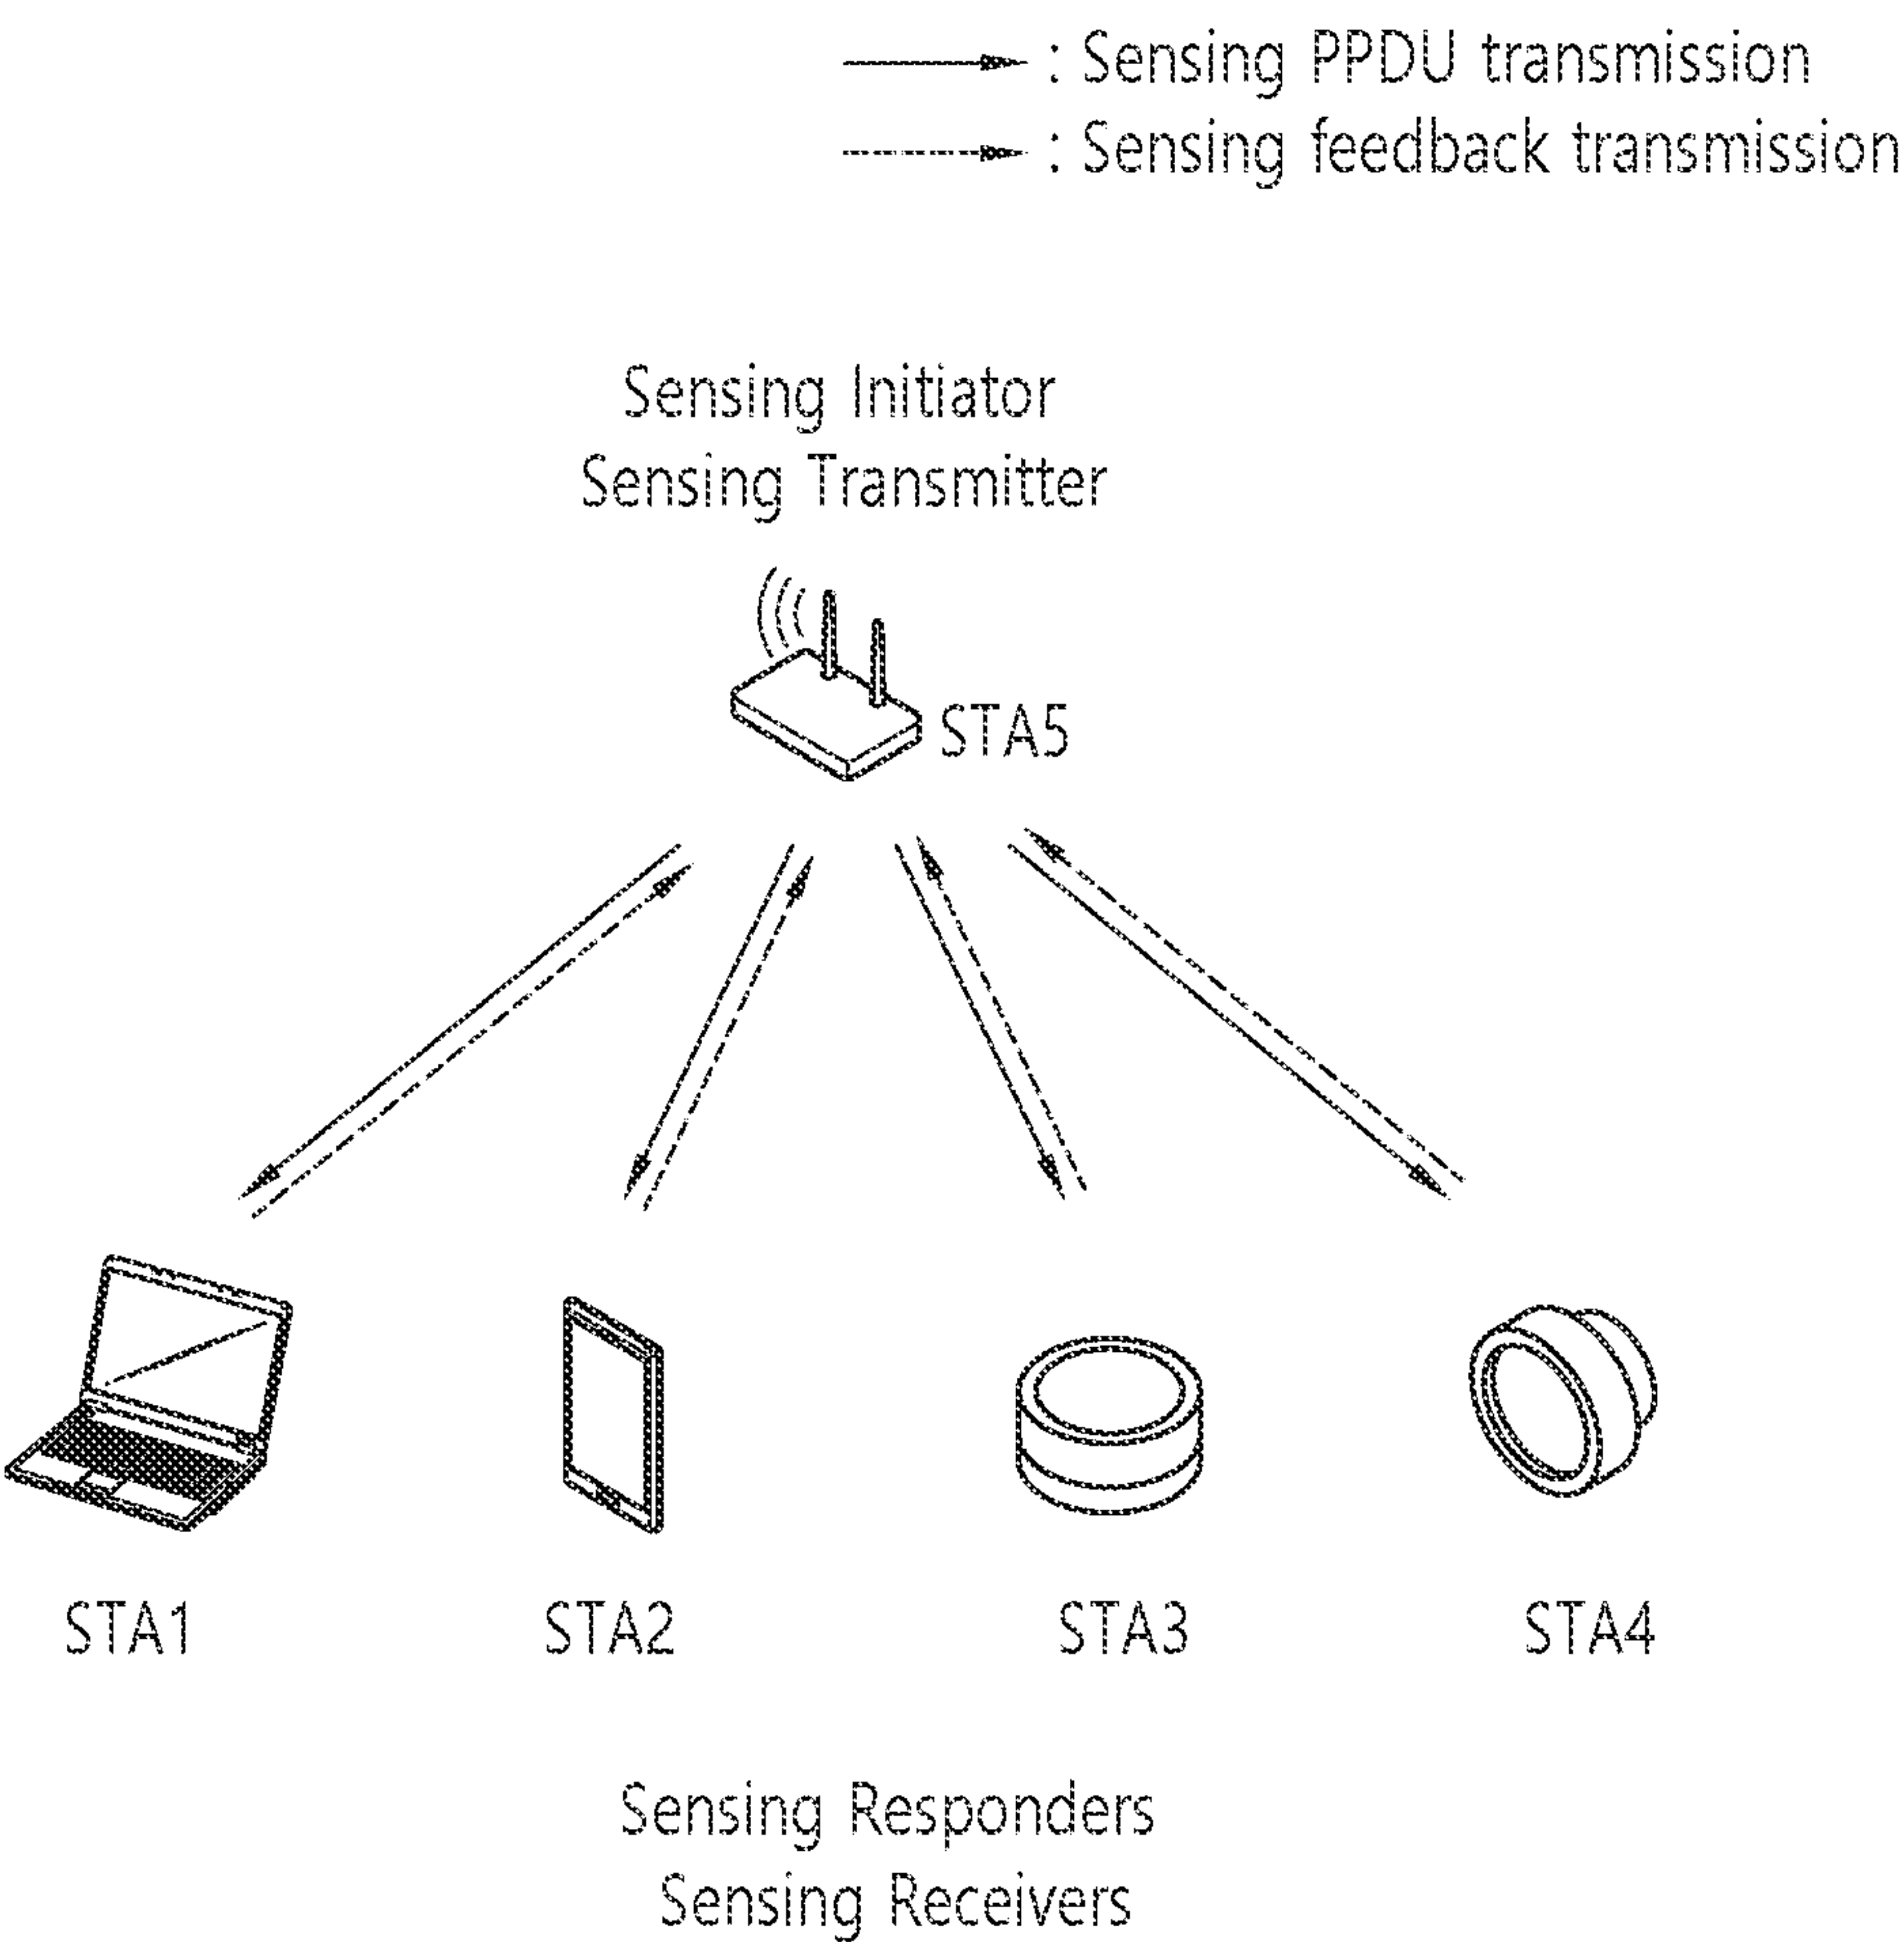 : Sensing PPDU transmission
: Sensing feedback transmission
Sensing Initiator
Sensing Transmitter
STA5
STA1 STA2 STA3 STA4
Sensing Responders
Sensing Receivers